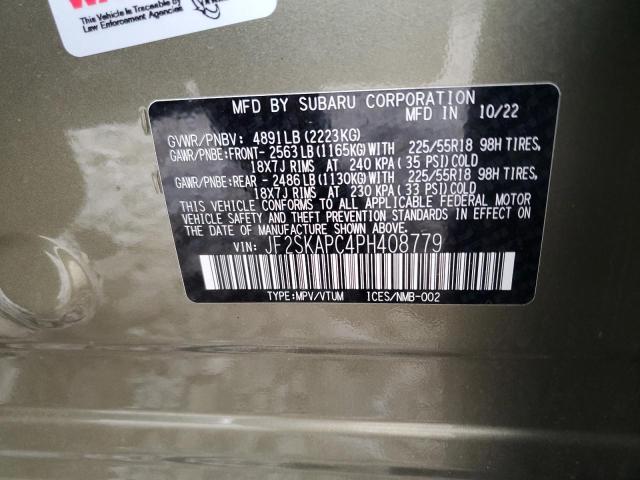 This Vehicle is Traceable by
Law Enforcement Agencies
MFD BY SUBARU CORPORATION
MFD IN 10/22
GVWR/PNBV: 4891LB(2223KG)
GAWR/PNBE:FRONT- 2563LB(1165KG)WITH 225/55R18 98H TIRES,
18X7J RIMS AT 240 KPA(35 PSI)COLD
GAWR/PNBE:REAR - 2486LB(1130KG)WITH 225/55R18 98H TIRES,
18X7J RIMS AT 230 KPA(33 PSI)COLD
THIS VEHICLE CONFORMS TO ALL APPLICABLE FEDERAL MOTOR
VEHICLE SAFETY AND THEFT PREVENTION STANDARDS IN EFFECT ON
THE DATE OF MANUFACTURE SHOWN ABOVE.
VIN: JF2SKAPC4PH408779
TYPE:MPV/VTUM ICES/NMB-002